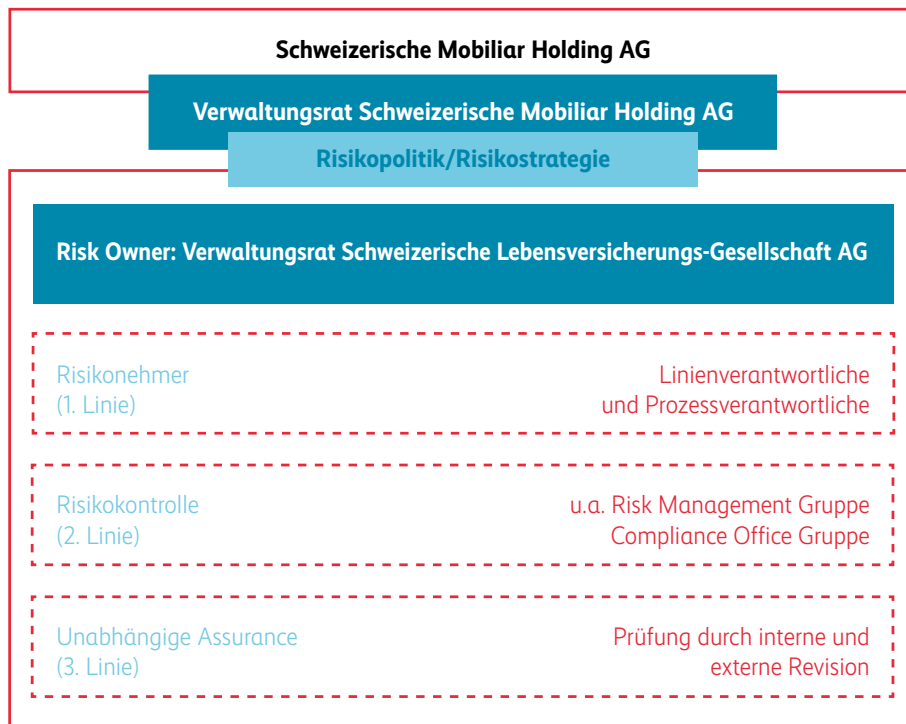 Schweizerische Mobiliar Holding AG
Verwaltungsrat Schweizerische Mobiliar Holding AG
Risikopolitik/Risikostrategie
Risk Owner: Verwaltungsrat Schweizerische Lebensversicherungs-Gesellschaft AG
Risikonehmer
(1. Linie)
Linienverantwortliche
und Prozessverantwortliche
Risikokontrolle
(2. Linie)
u.a. Risk Management Gruppe
Compliance Office Gruppe
Unabhängige Assurance
(3. Linie)
Prüfung durch interne und
externe Revision